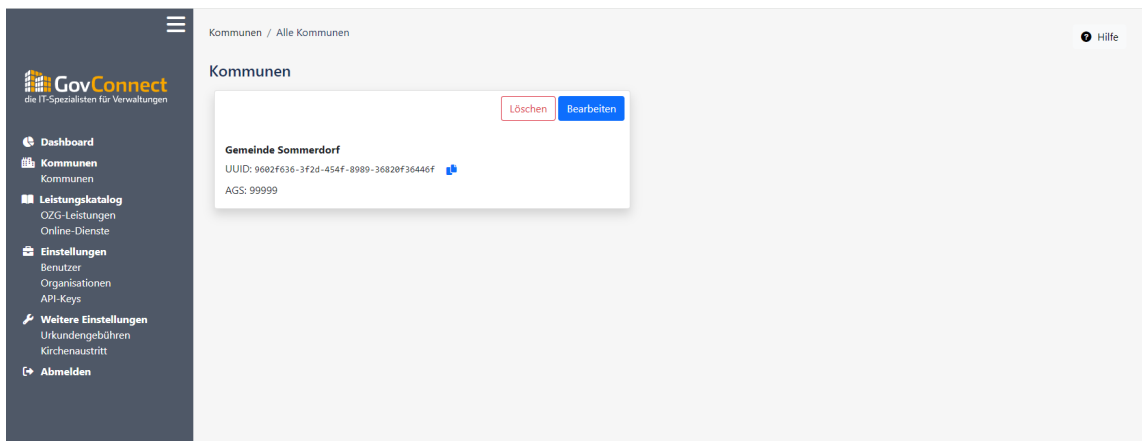 Kommunen / Alle Kommunen
Hilfe
GovConnect
die IT-Spezialisten für Verwaltungen
Dashboard
Kommunen
Kommunen
Leistungskatalog
OZG-Leistungen
Online-Dienste
Einstellungen
Benutzer
Organisationen
API-Keys
Weitere Einstellungen
Urkundengebühren
Kirchenaustritt
Abmelden
Kommunen
Löschen Bearbeiten
Gemeinde Sommerdorf
UUID: 9602f636-3f2d-454f-8989-36820f36446f
AGS: 99999